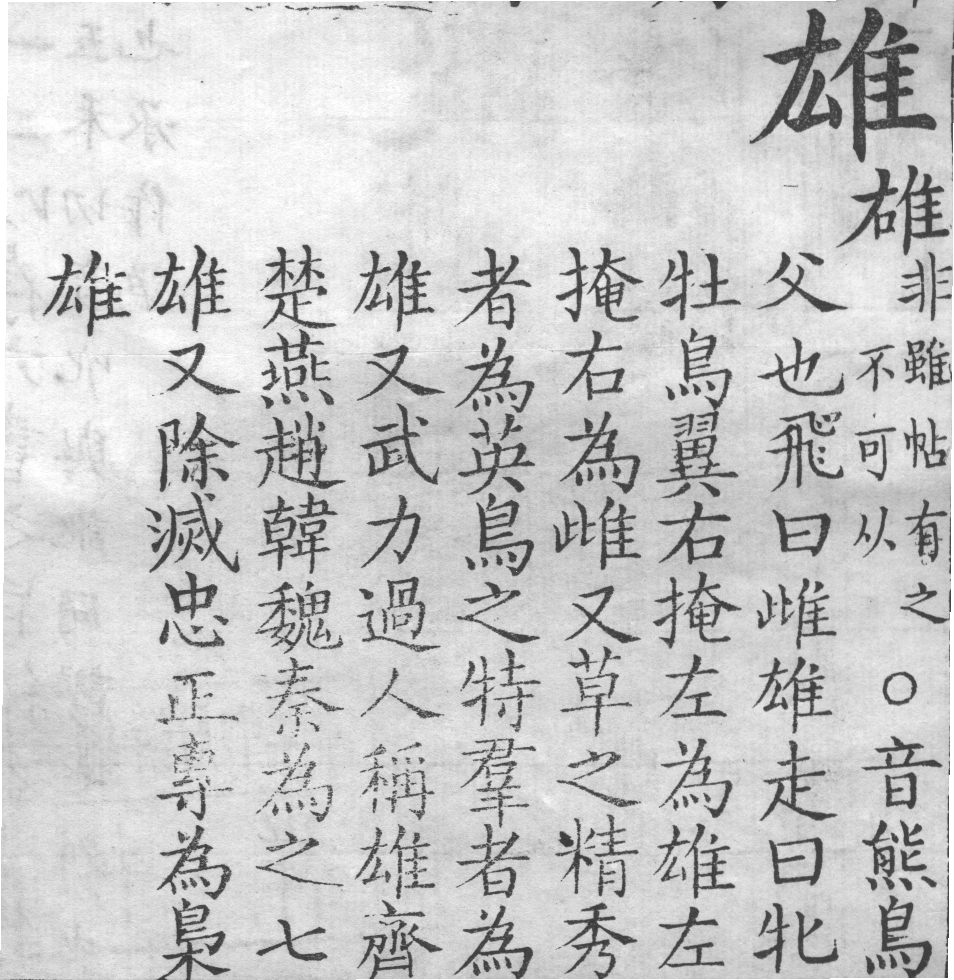 雄
䧺非雖帖有之不可从○音熊鳥
父也飛曰雌雄走曰牝
牡鳥翼右掩左為雄左
掩右為雌又草之精秀
者為英鳥之特羣者為
雄又武力過人稱雄齊
楚燕趙韓魏秦為之七
雄又除滅忠正專為梟
雄